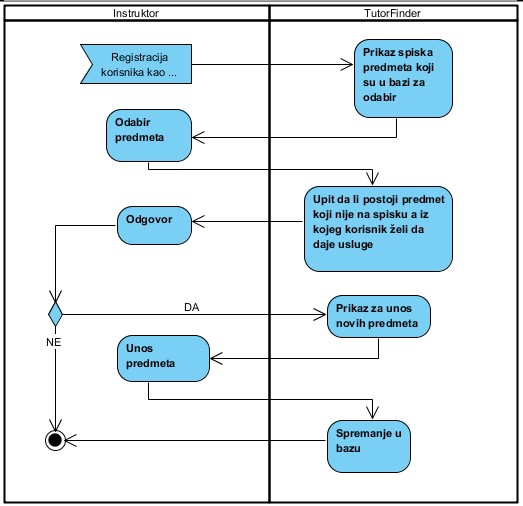 Instruktor
TutorFinder
Registracija
korisnika kao ...
Prikaz spiska
predmeta koji
su u bazi za
odabir
Odabir
predmeta
Upit da li postoji predmet
koji nije na spisku a iz
kojeg korisnik želi da
daje usluge
Odgovor
DA
Prikaz za unos
novih predmeta
NE
Unos
predmeta
Spremanje u
bazu